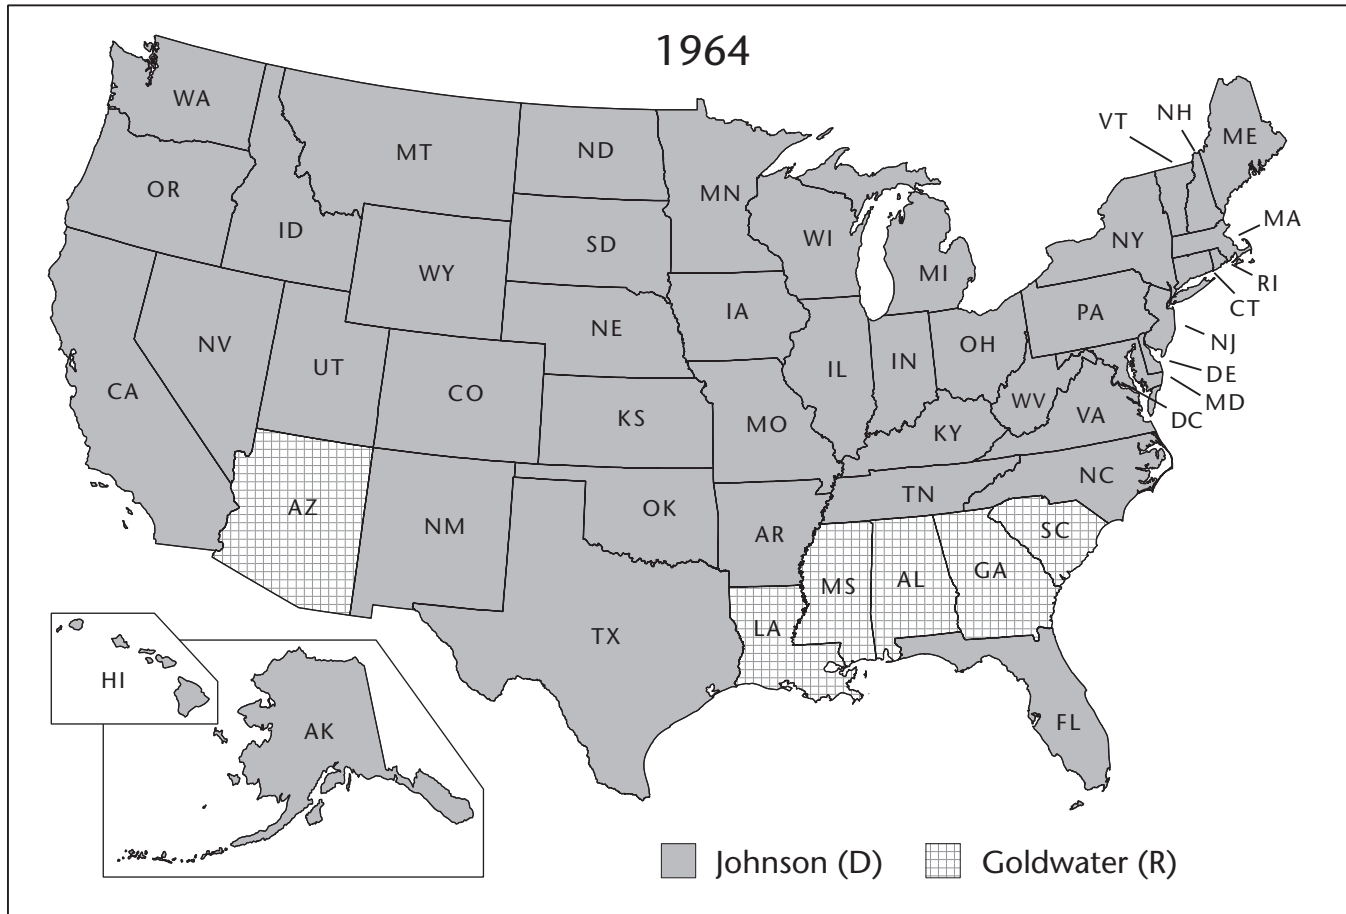 1964
WA
MT
ND
MN
VT
NH
ME
OR
ID
SD
WI
MI
NY
MA
RI
CT
WY
NE
IA
PA
NJ
NV
UT
CO
IL
IN
OH
DE
MD
DC
CA
KS
MO
WV
VA
KY
AZ
NM
OK
AR
TN
NC
SC
MS
AL
GA
TX
LA
HI
AK
FL
Johnson (D)
Goldwater (R)